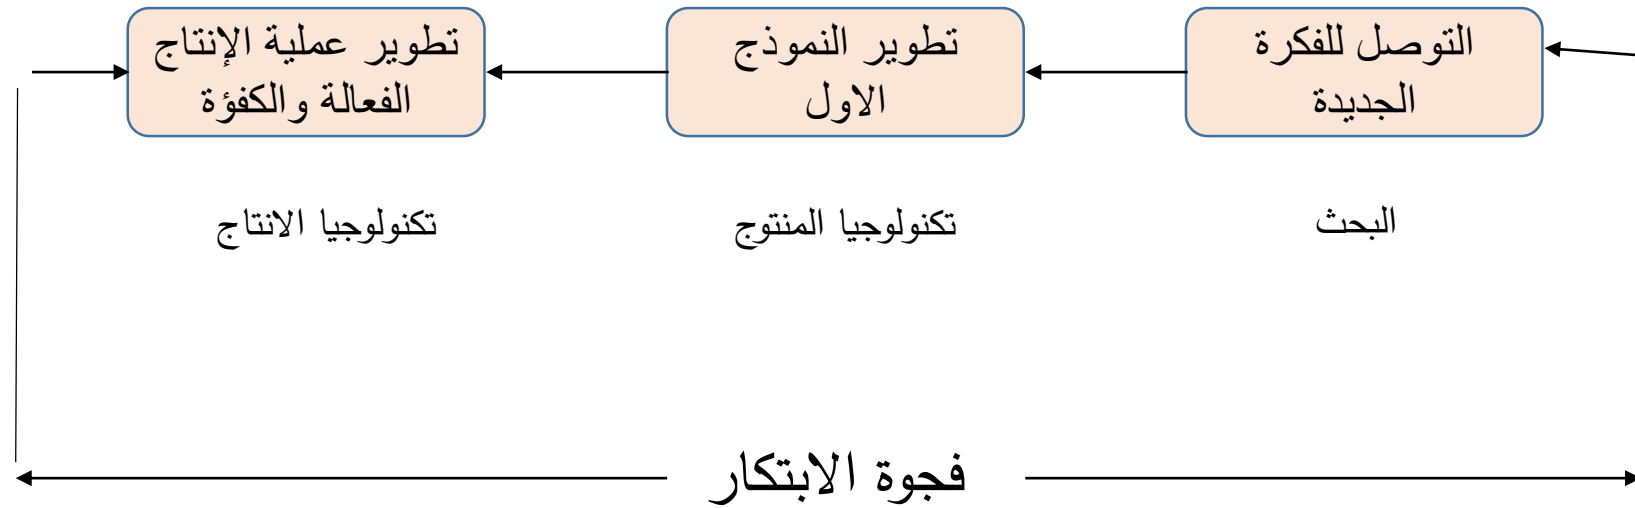 التوصل للفكرة
الجديدة
تطوير النموذج
الاول
تطوير عملية الإنتاج
الفعالة والكفؤة
البحث
تكنولوجيا المنتوج
تكنولوجيا الانتاج
فجوة الابتكار